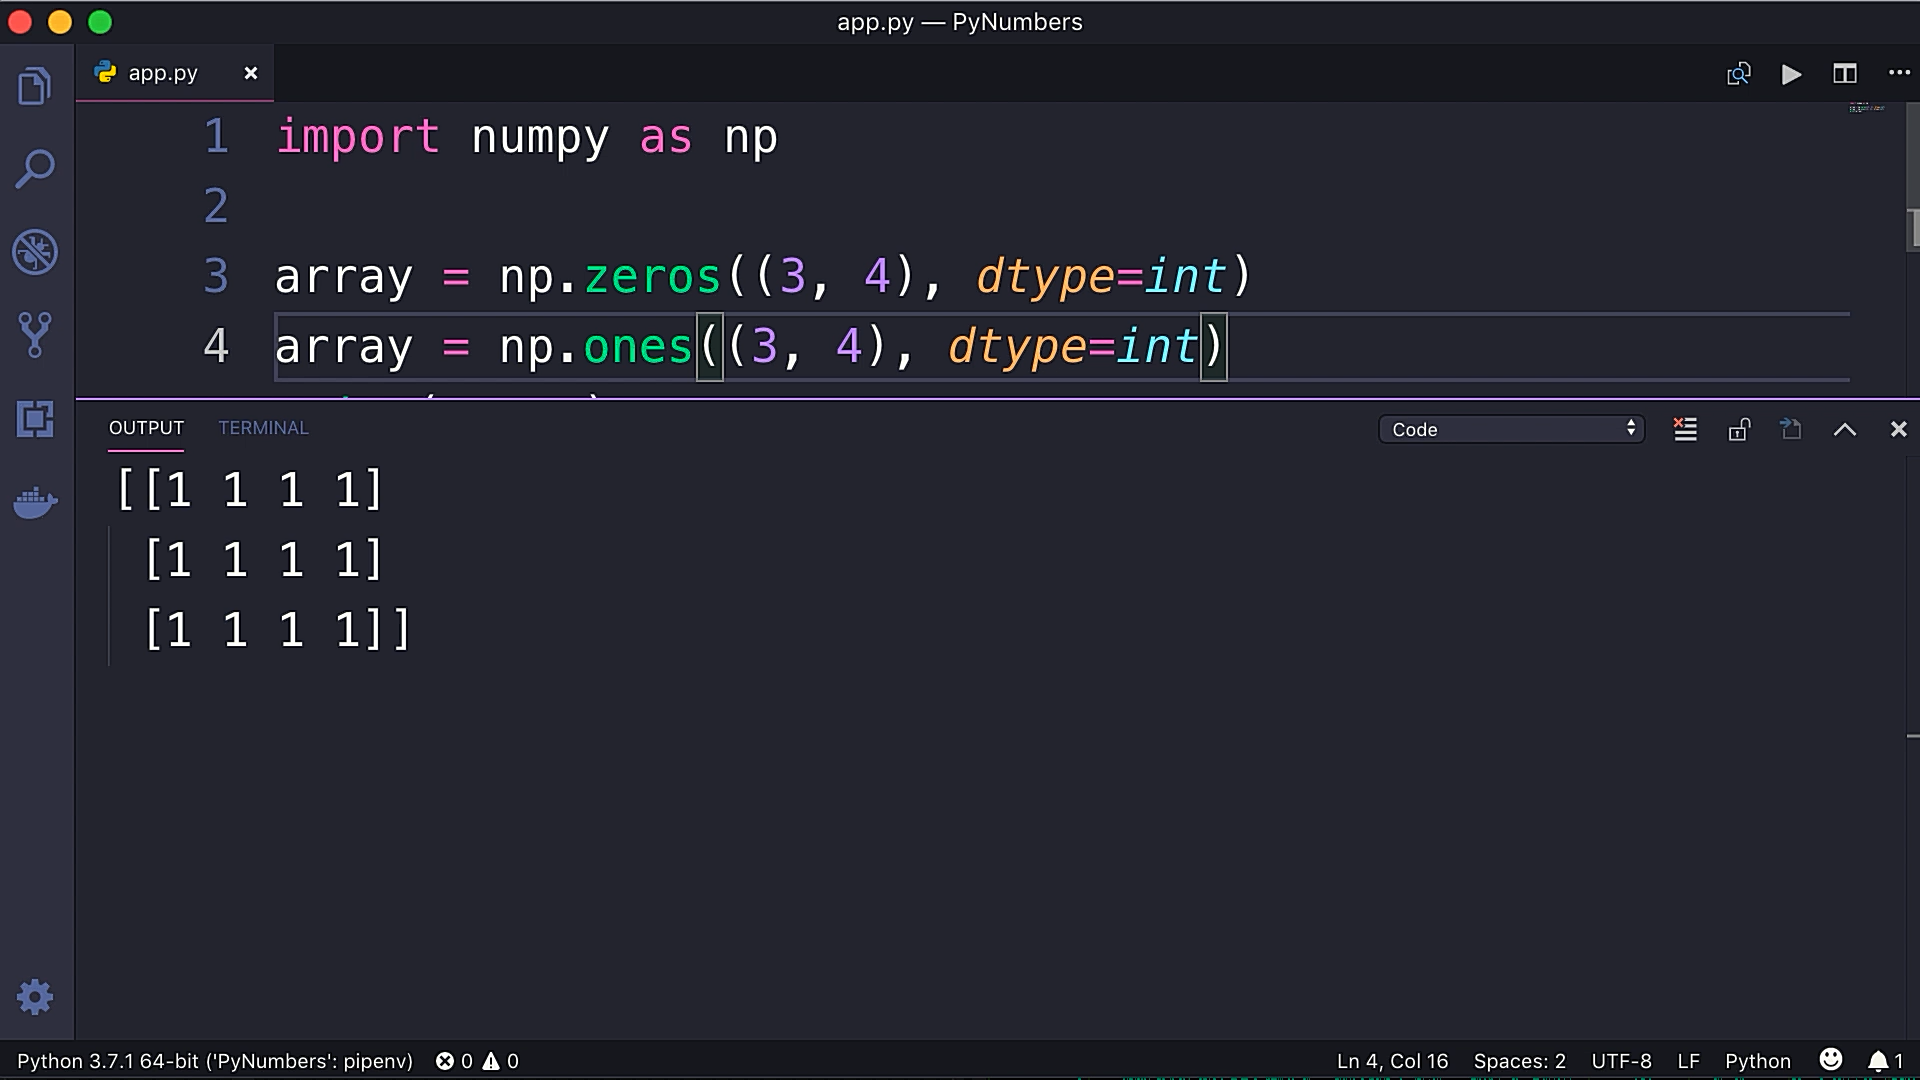 app.py — PyNumbers
app.py
1 import numpy as np
2
3 array = np.zeros((3, 4), dtype=int)
4 array = np.ones((3, 4), dtype=int)
OUTPUT TERMINAL Code
[[1 1 1 1]
[1 1 1 1]
[1 1 1 1]]
Python 3.7.1 64-bit ('PyNumbers': pipenv) 0 0 Ln 4, Col 16 Spaces: 2 UTF-8 LF Python 1